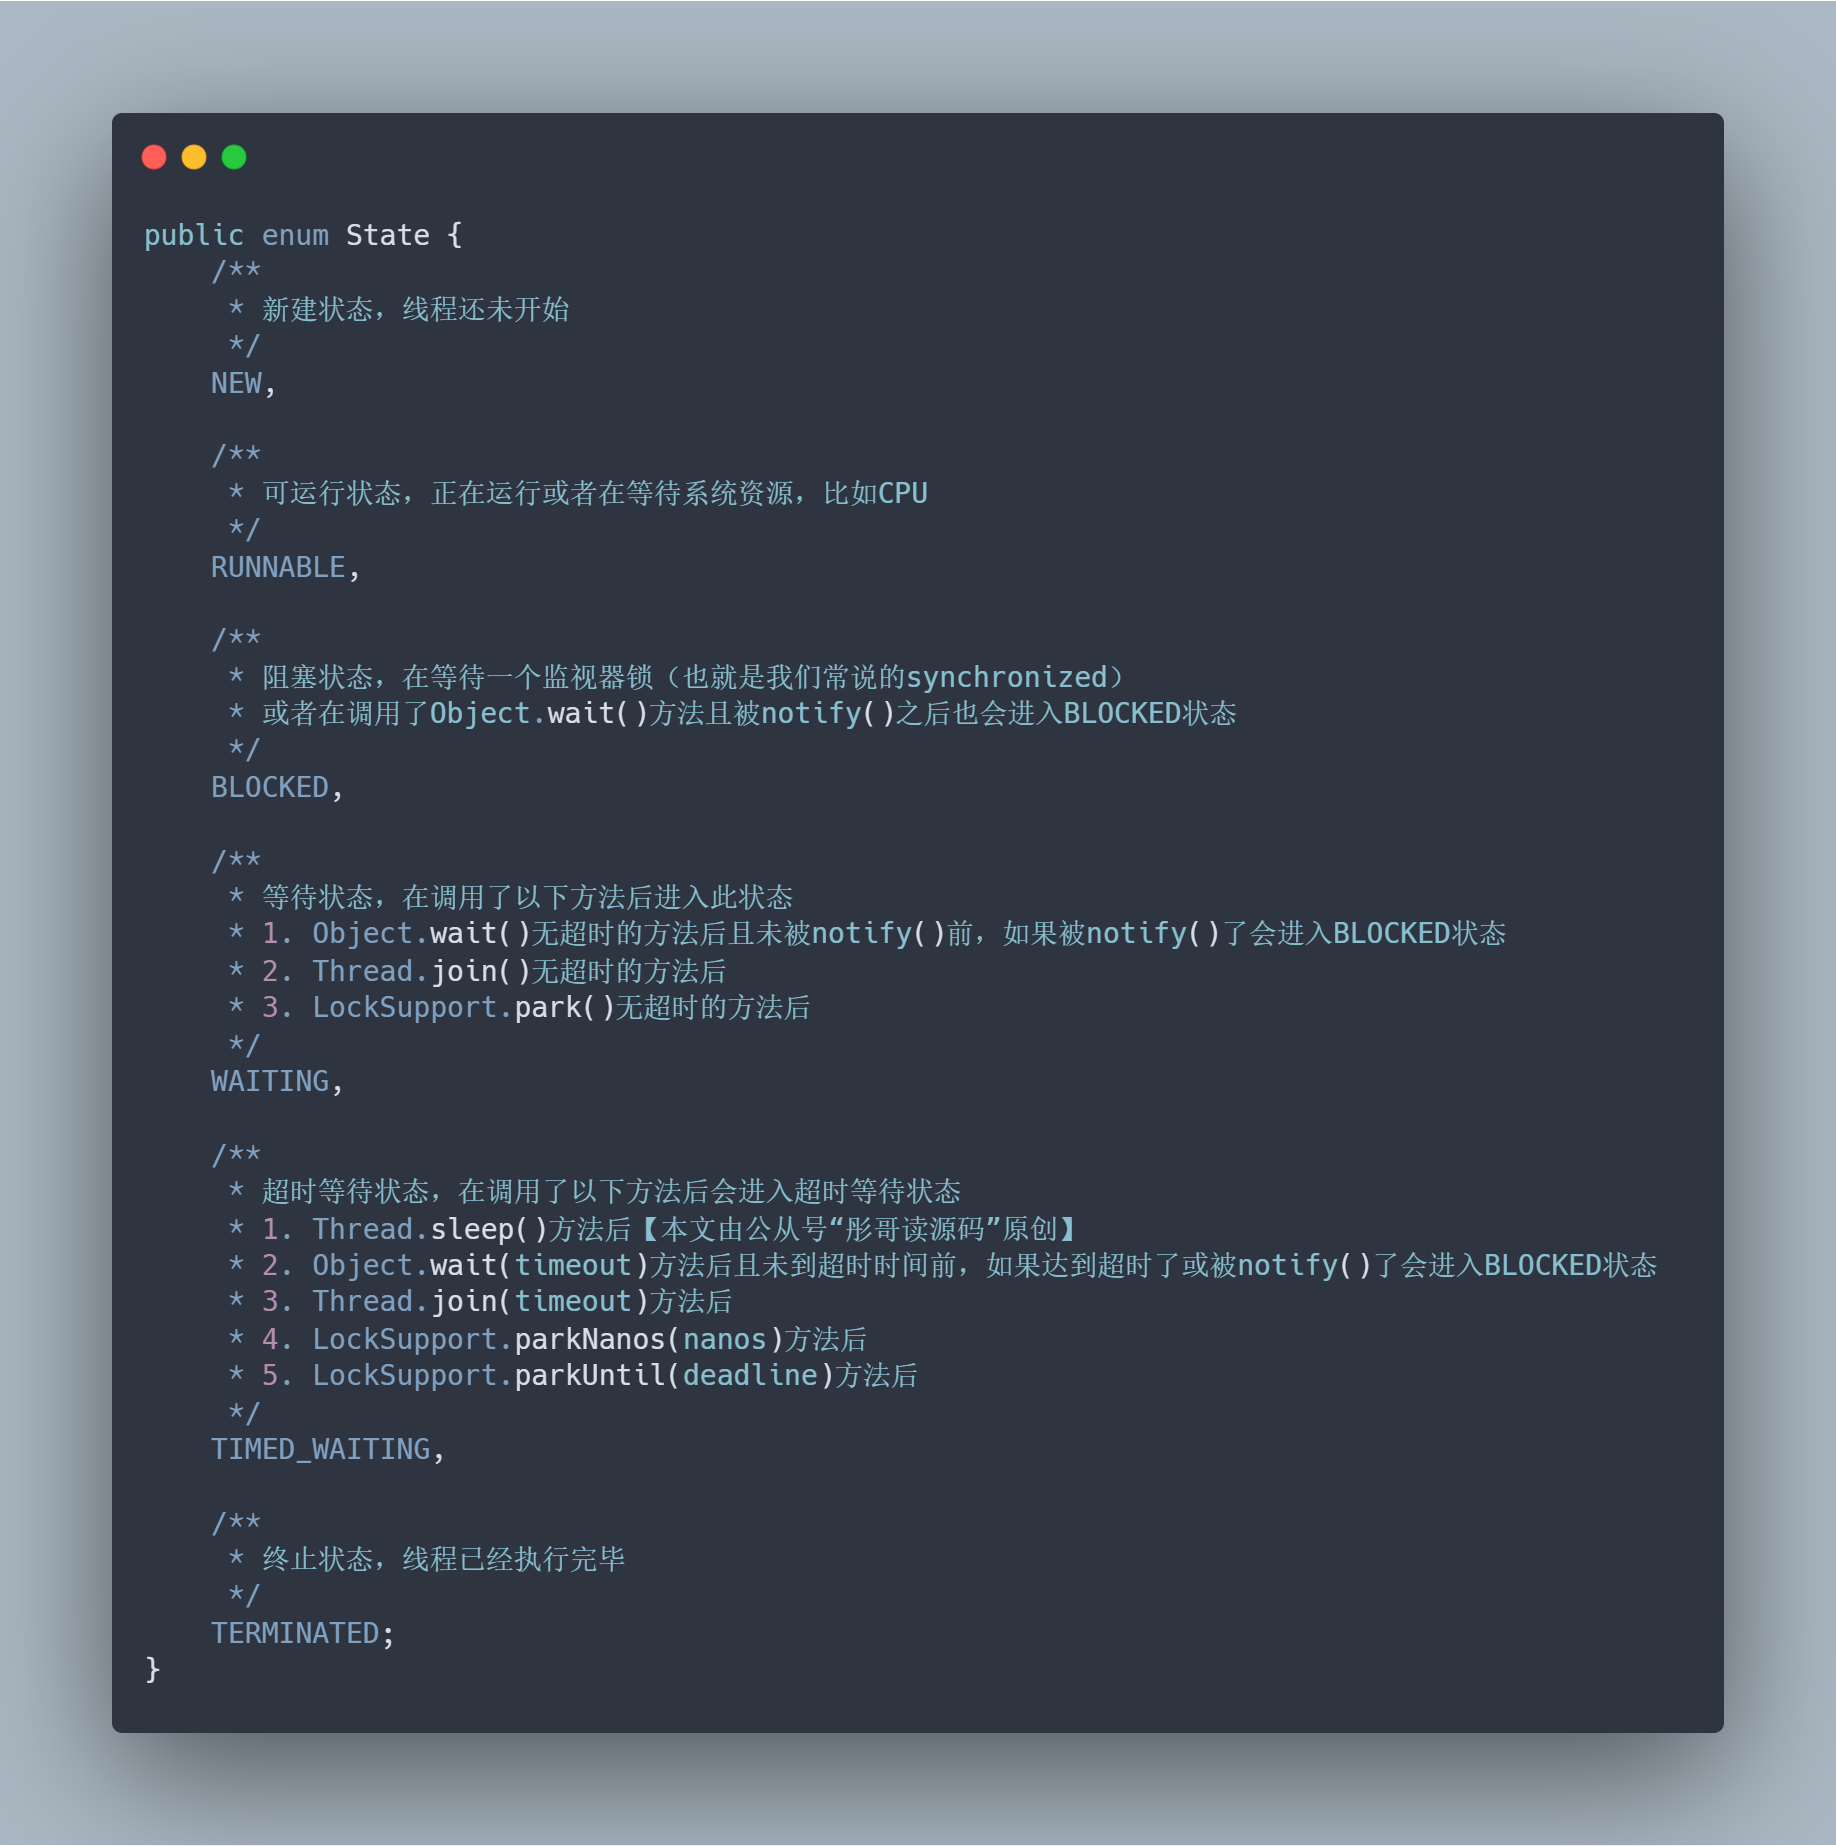 public enum State {
    /**
     * 新建状态，线程还未开始
     */
    NEW,

    /**
     * 可运行状态，正在运行或者在等待系统资源，比如CPU
     */
    RUNNABLE,

    /**
     * 阻塞状态，在等待一个监视器锁（也就是我们常说的synchronized）
     * 或者在调用了Object.wait()方法且被notify()之后也会进入BLOCKED状态
     */
    BLOCKED,

    /**
     * 等待状态，在调用了以下方法后进入此状态
     * 1. Object.wait()无超时的方法后且未被notify()前，如果被notify()了会进入BLOCKED状态
     * 2. Thread.join()无超时的方法后
     * 3. LockSupport.park()无超时的方法后
     */
    WAITING,

    /**
     * 超时等待状态，在调用了以下方法后会进入超时等待状态
     * 1. Thread.sleep()方法后【本文由公从号“彤哥读源码”原创】
     * 2. Object.wait(timeout)方法后且未到超时时间前，如果达到超时了或被notify()了会进入BLOCKED状态
     * 3. Thread.join(timeout)方法后
     * 4. LockSupport.parkNanos(nanos)方法后
     * 5. LockSupport.parkUntil(deadline)方法后
     */
    TIMED_WAITING,

    /**
     * 终止状态，线程已经执行完毕
     */
    TERMINATED;
}